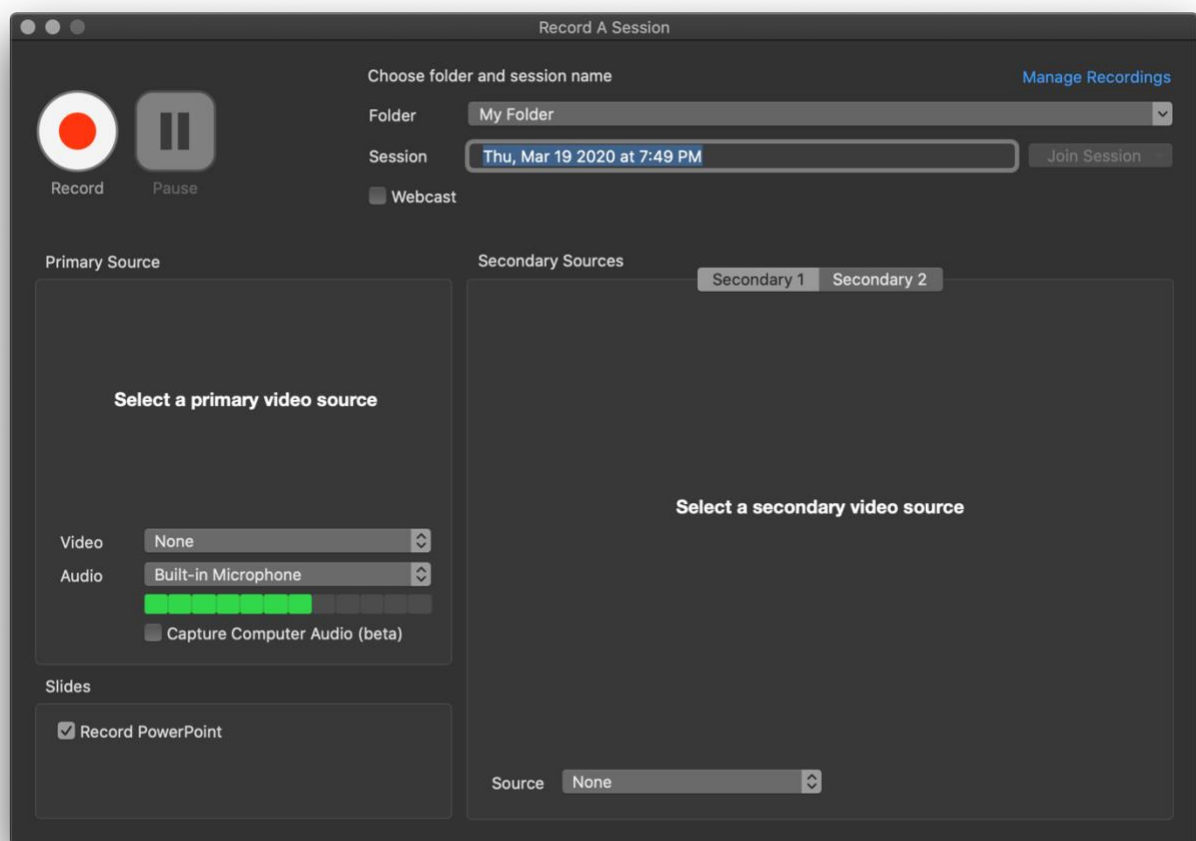 Record A Session
Choose folder and session name
Manage Recordings
Folder
My Folder
Session
Thu, Mar 19 2020 at 7:49 PM
Join Session
Record
Pause
Webcast
Primary Source
Select a primary video source
Video
None
Audio
Built-in Microphone
Capture Computer Audio (beta)
Slides
Record PowerPoint
Secondary Sources
Secondary 1
Secondary 2
Select a secondary video source
Source
None